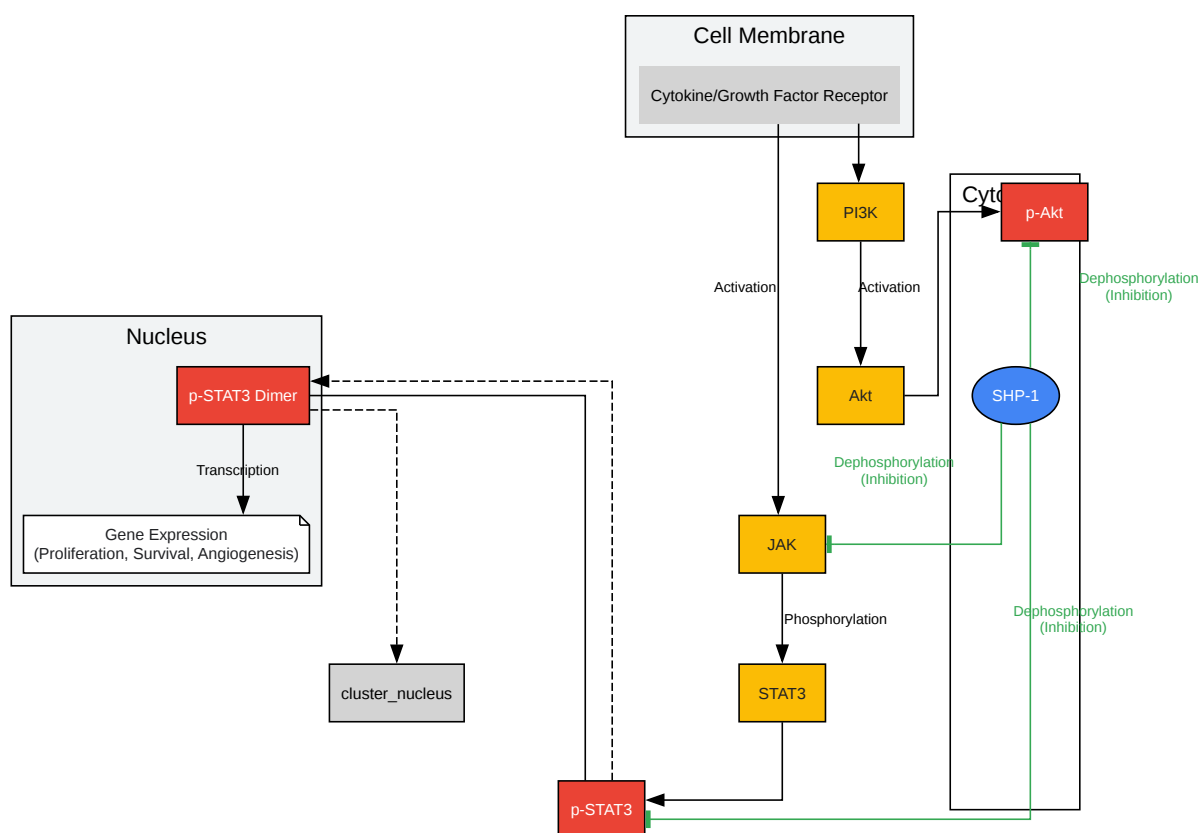 Cell Membrane
Cytokine/Growth Factor Receptor
PI3K
Cyto
p-Akt
Activation
Activation
Dephosphorylation
(Inhibition)
Nucleus
p-STAT3 Dimer
Akt
SHP-1
Transcription
Dephosphorylation
(Inhibition)
Gene Expression
(Proliferation, Survival, Angiogenesis)
JAK
Phosphorylation
Dephosphorylation
(Inhibition)
cluster_nucleus
STAT3
p-STAT3